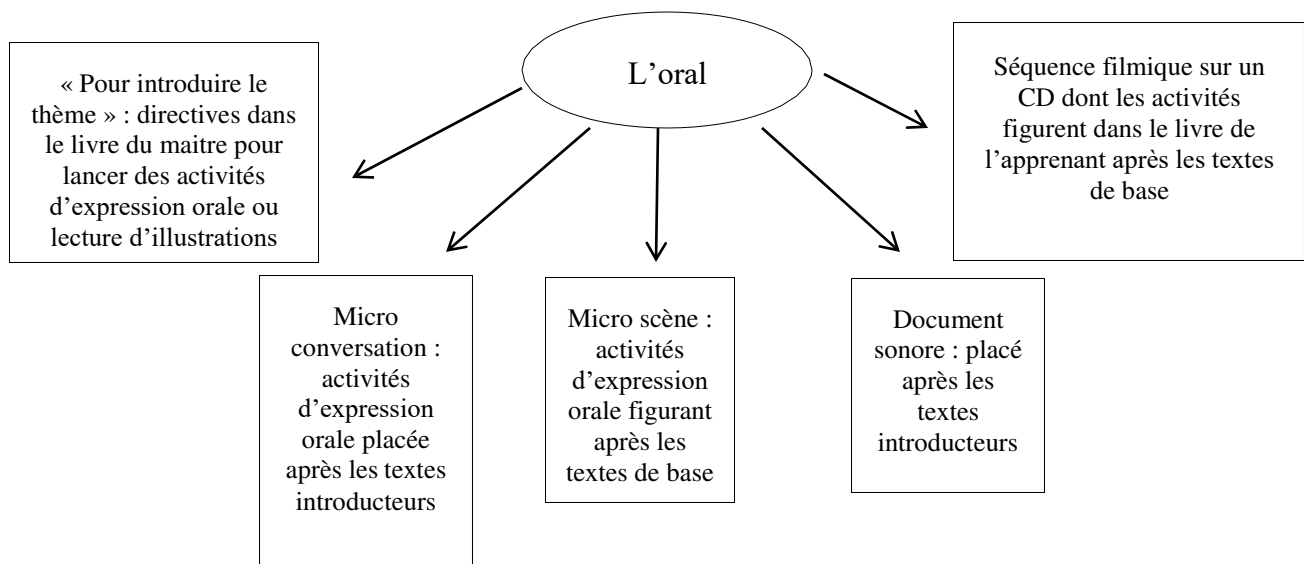 L'oral
« Pour introduire le
thème » : directives dans
le livre du maitre pour
lancer des activités
d'expression orale ou
lecture d'illustrations
Séquence filmique sur un
CD dont les activités
figurent dans le livre de
l'apprenant après les textes
de base
Micro
conversation :
activités
d'expression
orale placée
après les textes
introducteurs
Micro scène :
activités
d'expression
orale figurant
après les
textes de base
Document
sonore : placé
après les
textes
introducteurs